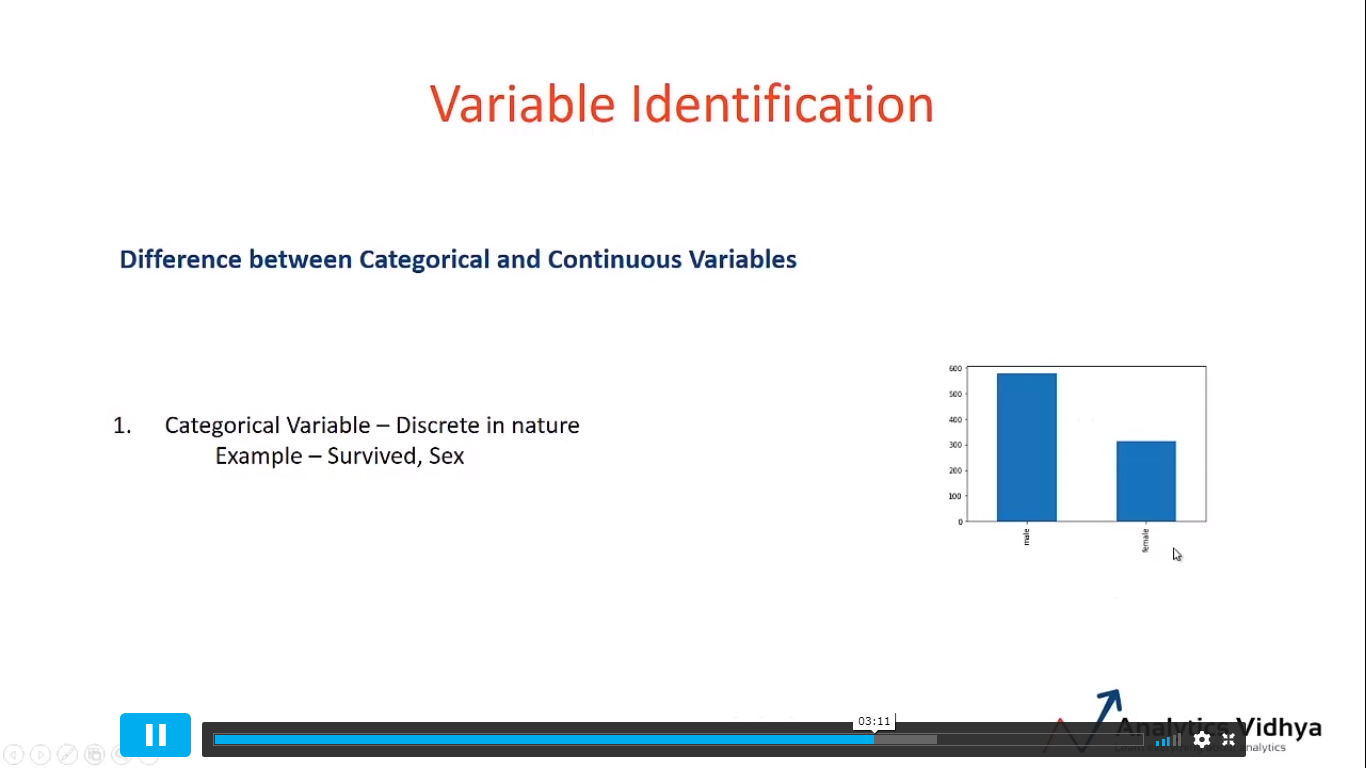 Variable Identification
Difference between Categorical and Continuous Variables
1. Categorical Variable – Discrete in nature
Example – Survived, Sex
600
500
400
300
200
100
0
male
female
03:11
Analytics Vidhya
analytics